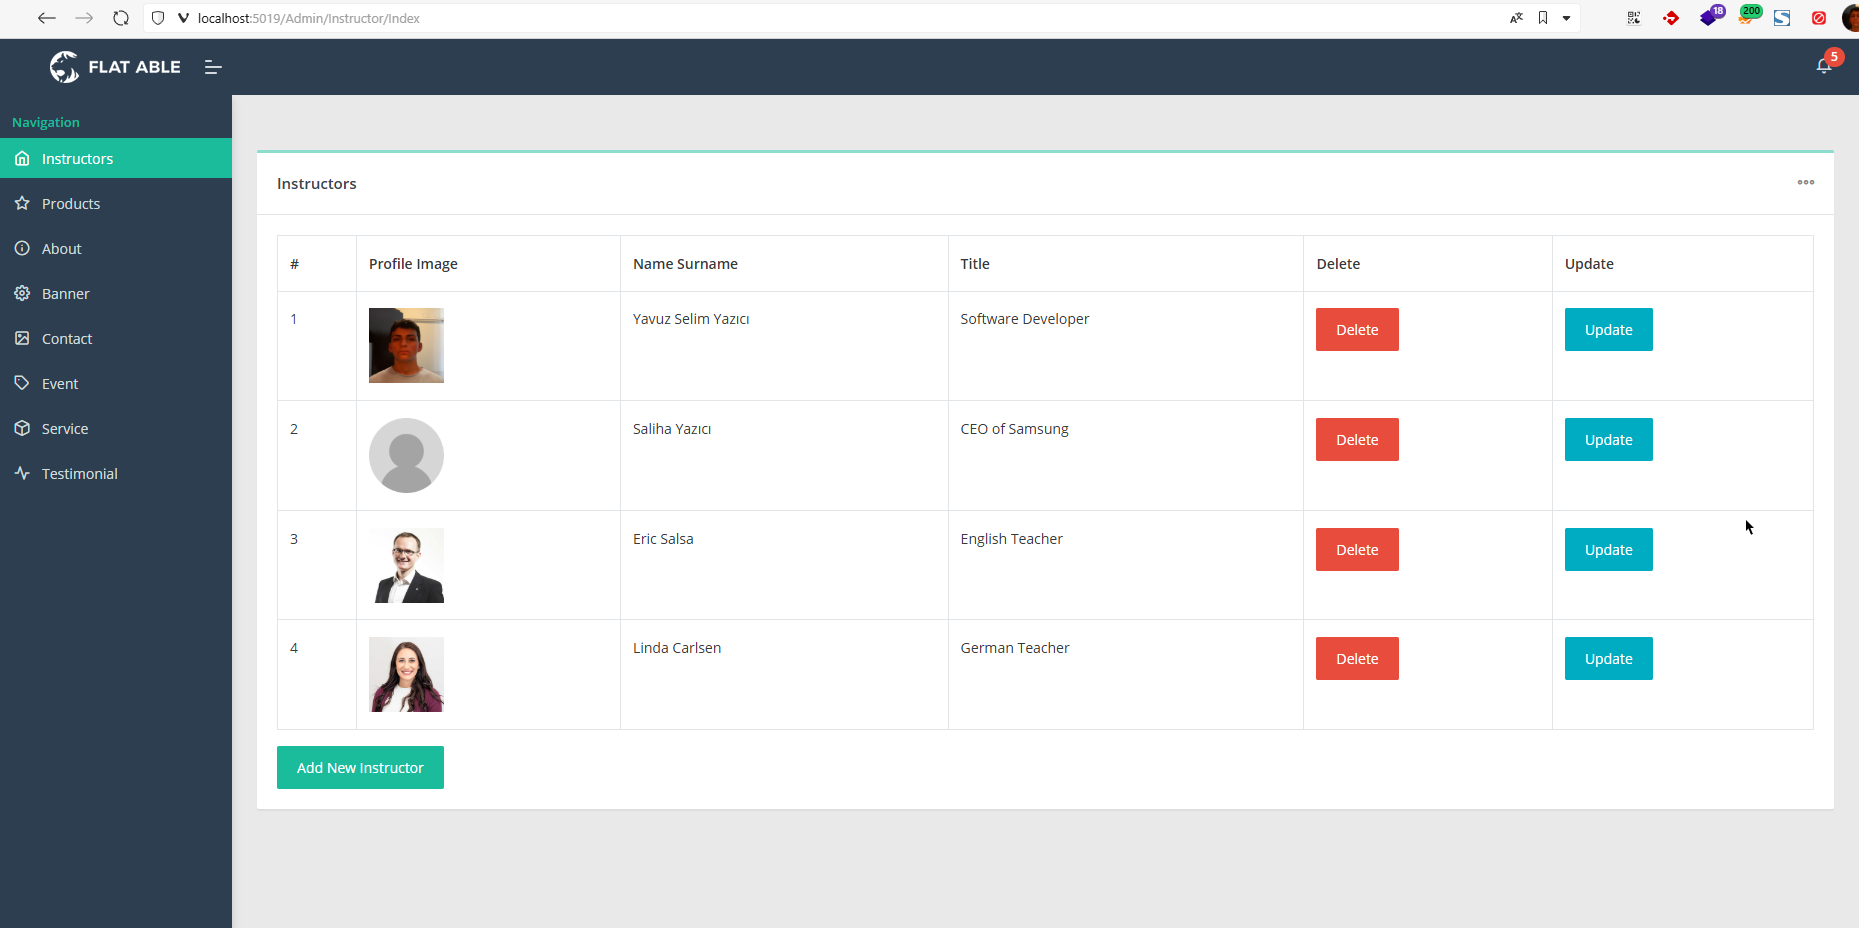 localhost:5019/Admin/Instructor/Index
18
200
FLAT ABLE
5
Navigation
Instructors
Products
About
Banner
Contact
Event
Service
Testimonial
Instructors
# Profile Image Name Surname Title Delete Update
1 Yavuz Selim Yazıcı Software Developer Delete Update
2 Saliha Yazıcı CEO of Samsung Delete Update
3 Eric Salsa English Teacher Delete Update
4 Linda Carlsen German Teacher Delete Update
Add New Instructor